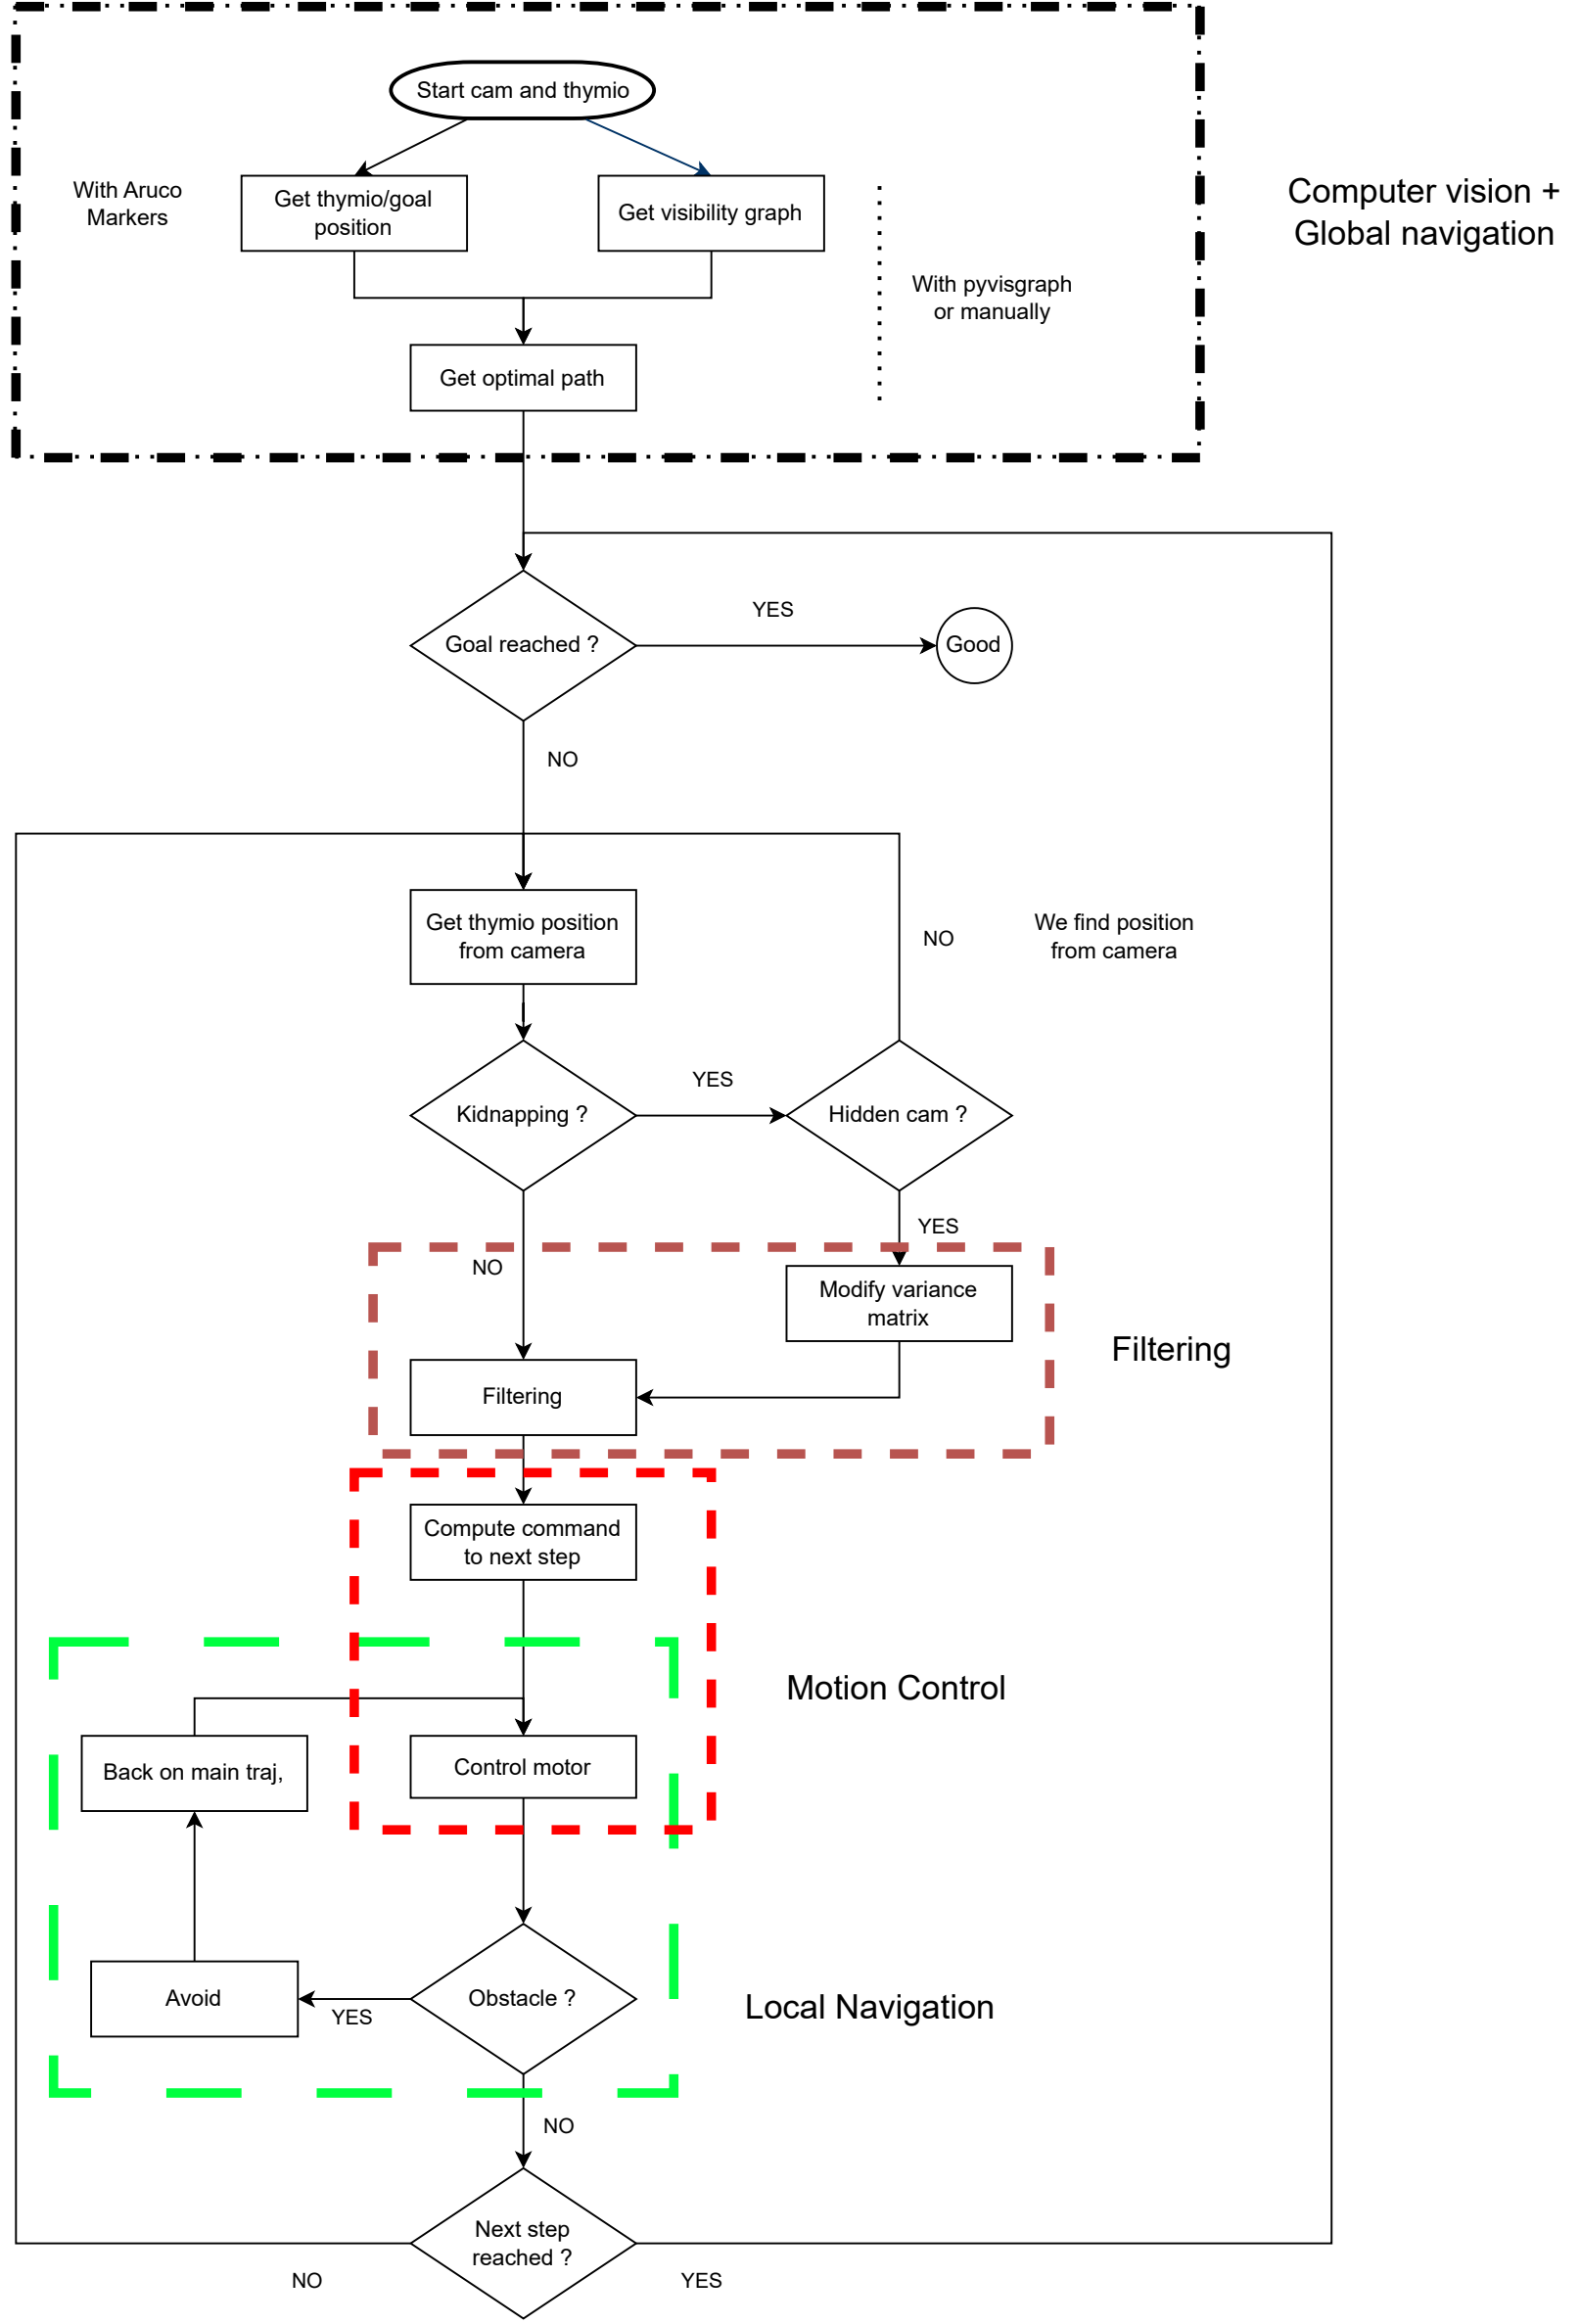 Start cam and thymio
With Aruco
Markers
Get thymio/goal
position
Get visibility graph
Computer vision +
Global navigation
With pyvisgraph
or manually
Get optimal path
Goal reached ?
YES
Good
NO
Get thymio position
from camera
NO
We find position
from camera
Kidnapping ?
YES
Hidden cam ?
YES
NO
Modify variance
matrix
Filtering
Filtering
Compute command
to next step
Motion Control
Back on main traj,
Control motor
Avoid
YES
Obstacle ?
Local Navigation
NO
Next step
reached ?
NO
YES